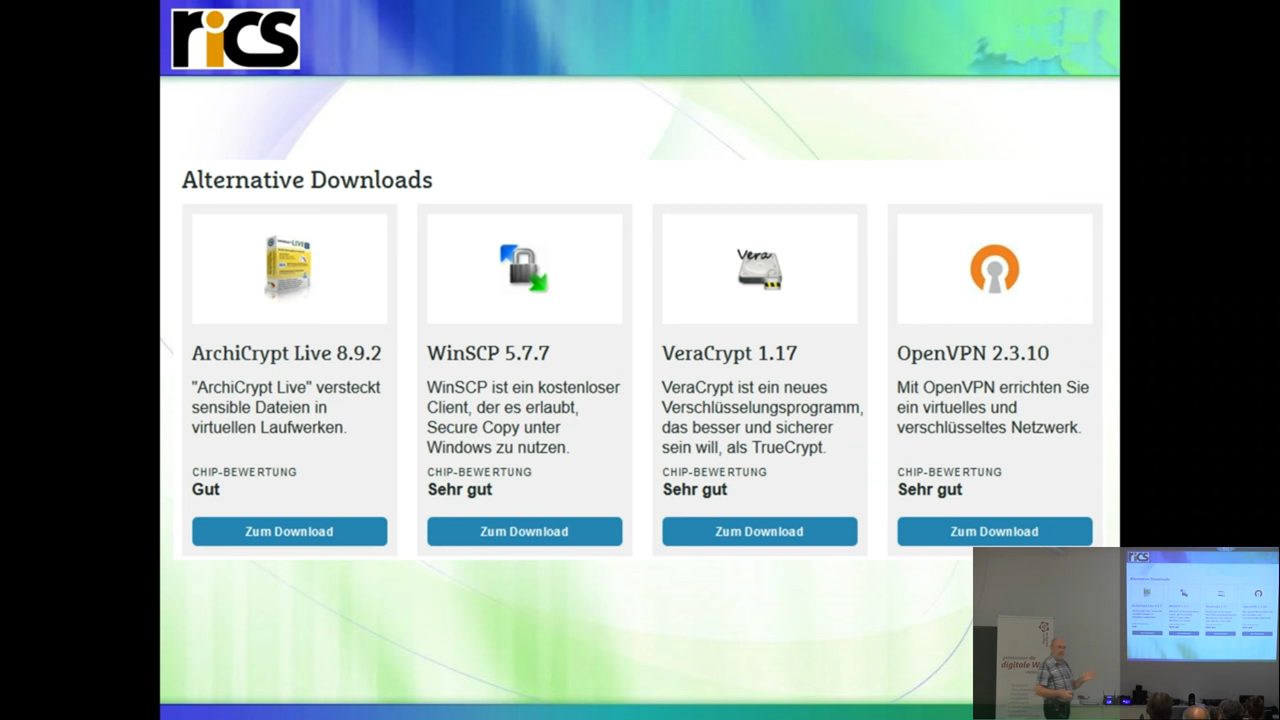 rics
Alternative Downloads
ArchiCrypt Live 8.9.2
"ArchiCrypt Live" versteckt
sensible Dateien in
virtuellen Laufwerken.
CHIP-BEWERTUNG
Gut
Zum Download
WinSCP 5.7.7
WinSCP ist ein kostenloser
Client, der es erlaubt,
Secure Copy unter
Windows zu nutzen.
CHIP-BEWERTUNG
Sehr gut
Zum Download
Vera
VeraCrypt 1.17
VeraCrypt ist ein neues
Verschlüsselungsprogramm,
das besser und sicherer
sein will, als TrueCrypt.
CHIP-BEWERTUNG
Sehr gut
Zum Download
OpenVPN 2.3.10
Mit OpenVPN errichten Sie
ein virtuelles und
verschlüsseltes Netzwerk.
CHIP-BEWERTUNG
Sehr gut
Zum Download
rics
digitale